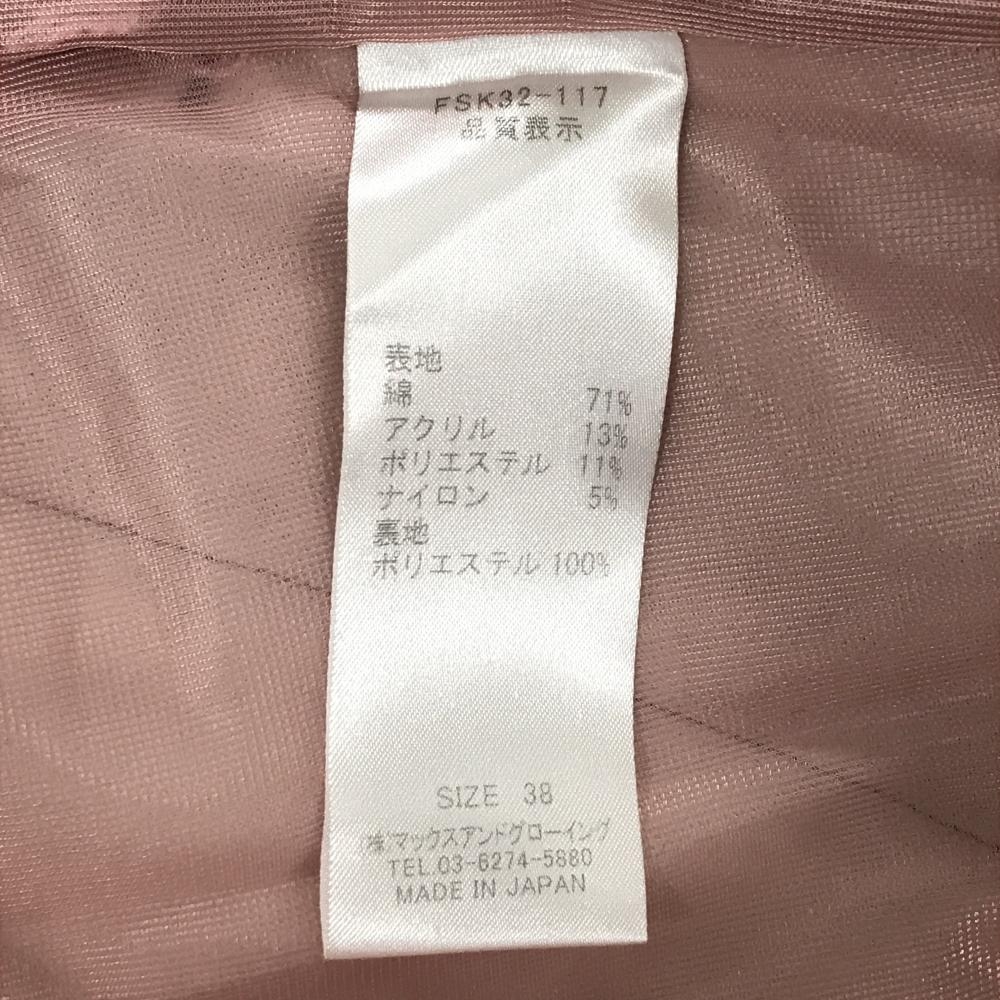 FSK32-117
品質表示
表地
綿 71%
アクリル 13%
ポリエステル 11%
ナイロン 5%
裏地
ポリエステル 100%
SIZE 38
(株)マックスアンドグローイング
TEL.03-6274-5880
MADE IN JAPAN